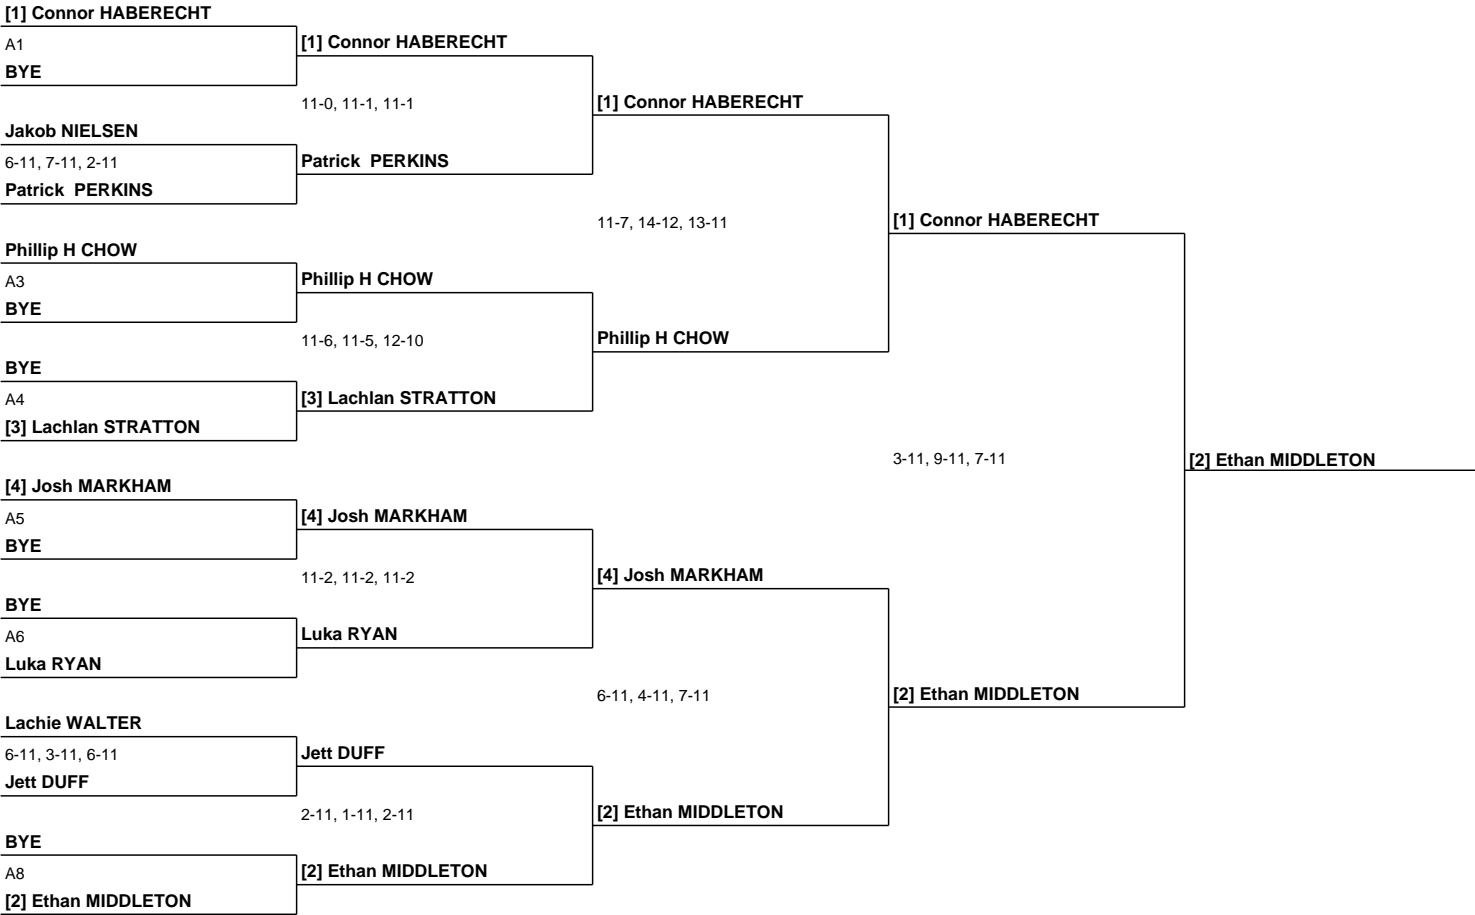 [1] Connor HABERECHT
A1
BYE
Jakob NIELSEN
6-11, 7-11, 2-11
Patrick  PERKINS
Phillip H CHOW
A3
BYE
BYE
A4
[3] Lachlan STRATTON
[4] Josh MARKHAM
A5
BYE
BYE
A6
Luka RYAN
Lachie WALTER
6-11, 3-11, 6-11
Jett DUFF
BYE
A8
[2] Ethan MIDDLETON
[1] Connor HABERECHT
11-0, 11-1, 11-1
Patrick  PERKINS
Phillip H CHOW
11-6, 11-5, 12-10
[3] Lachlan STRATTON
[4] Josh MARKHAM
11-2, 11-2, 11-2
Luka RYAN
Jett DUFF
2-11, 1-11, 2-11
[2] Ethan MIDDLETON
[1] Connor HABERECHT
11-7, 14-12, 13-11
Phillip H CHOW
[4] Josh MARKHAM
6-11, 4-11, 7-11
[2] Ethan MIDDLETON
[1] Connor HABERECHT
3-11, 9-11, 7-11
[2] Ethan MIDDLETON
[2] Ethan MIDDLETON